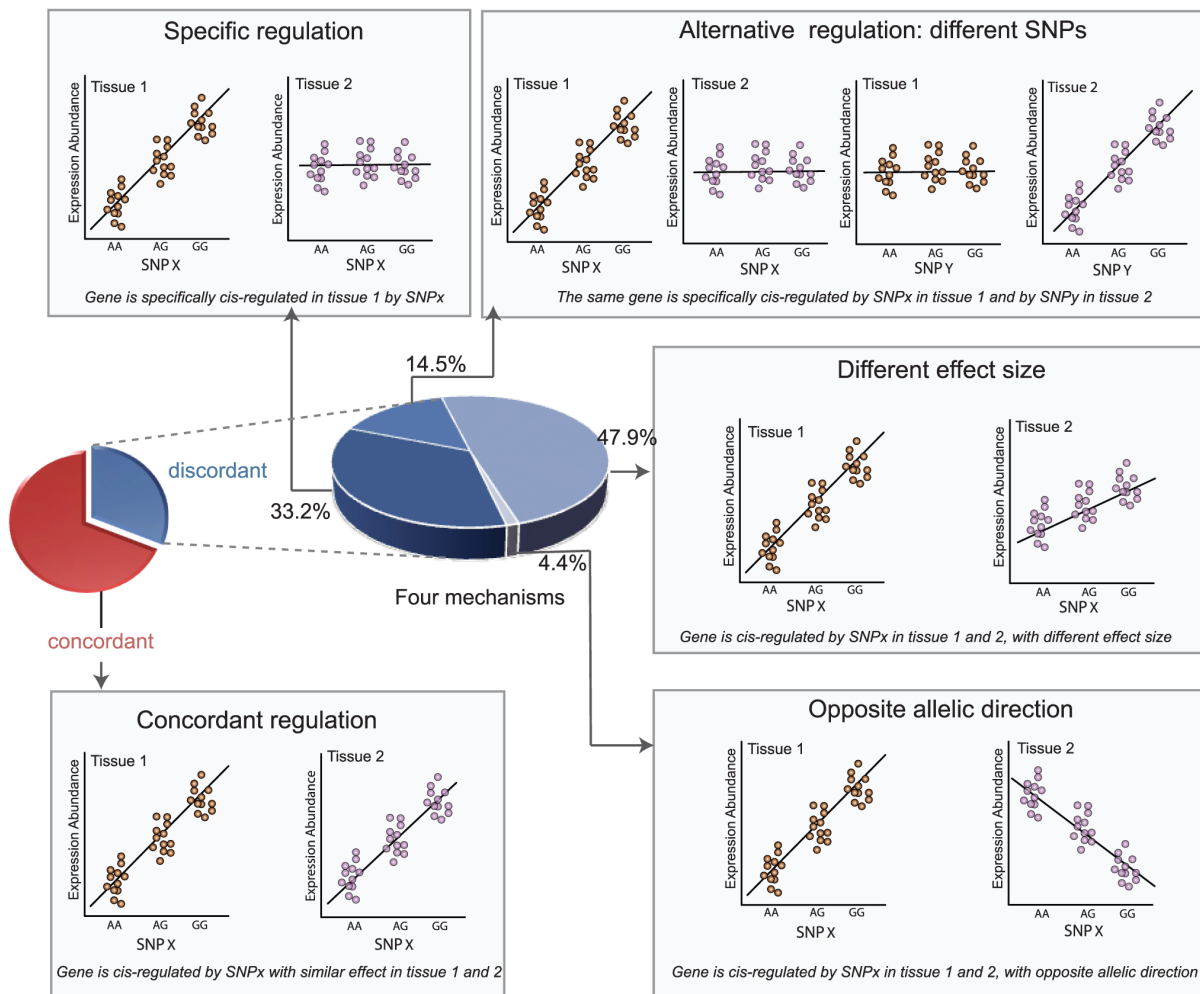 Specific regulation
Tissue 1
Expression Abundance
AA AG GG
SNP X
Tissue 2
Expression Abundance
AA AG GG
SNP X
Gene is specifically cis-regulated in tissue 1 by SNPx
Alternative regulation: different SNPs
Tissue 1
Expression Abundance
AA AG GG
SNP X
Tissue 2
Expression Abundance
AA AG GG
SNP X
Tissue 1
Expression Abundance
AA AG GG
SNP Y
Tissue 2
Expression Abundance
AA AG GG
SNP Y
The same gene is specifically cis-regulated by SNPx in tissue 1 and by SNPy in tissue 2
14.5%
47.9%
33.2%
4.4%
discordant
Four mechanisms
concordant
Different effect size
Tissue 1
Expression Abundance
AA AG GG
SNP X
Tissue 2
Expression Abundance
AA AG GG
SNP X
Gene is cis-regulated by SNPx in tissue 1 and 2, with different effect size
Concordant regulation
Tissue 1
Expression Abundance
AA AG GG
SNP X
Tissue 2
Expression Abundance
AA AG GG
SNP X
Gene is cis-regulated by SNPx with similar effect in tissue 1 and 2
Opposite allelic direction
Tissue 1
Expression Abundance
AA AG GG
SNP X
Tissue 2
Expression Abundance
AA AG GG
SNP X
Gene is cis-regulated by SNPx in tissue 1 and 2, with opposite allelic direction